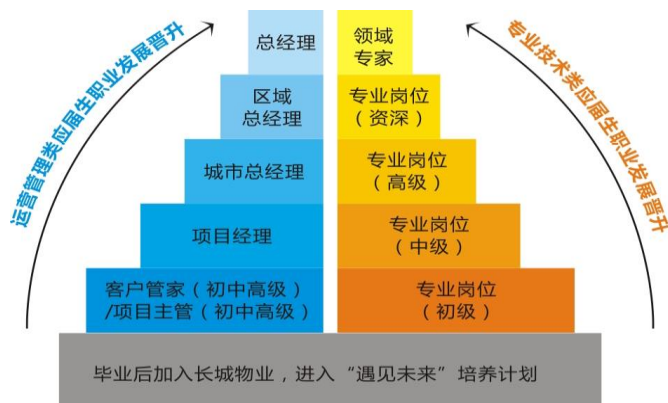 运营管理类应届生职业发展晋升
总经理
区域
总经理
城市总经理
项目经理
客户管家（初中高级）
/项目主管（初中高级）
领域
专家
专业岗位
（资深）
专业岗位
（高级）
专业岗位
（中级）
专业岗位
（初级）
专业技术类应届生职业发展晋升
毕业后加入长城物业，进入“遇见未来”培养计划